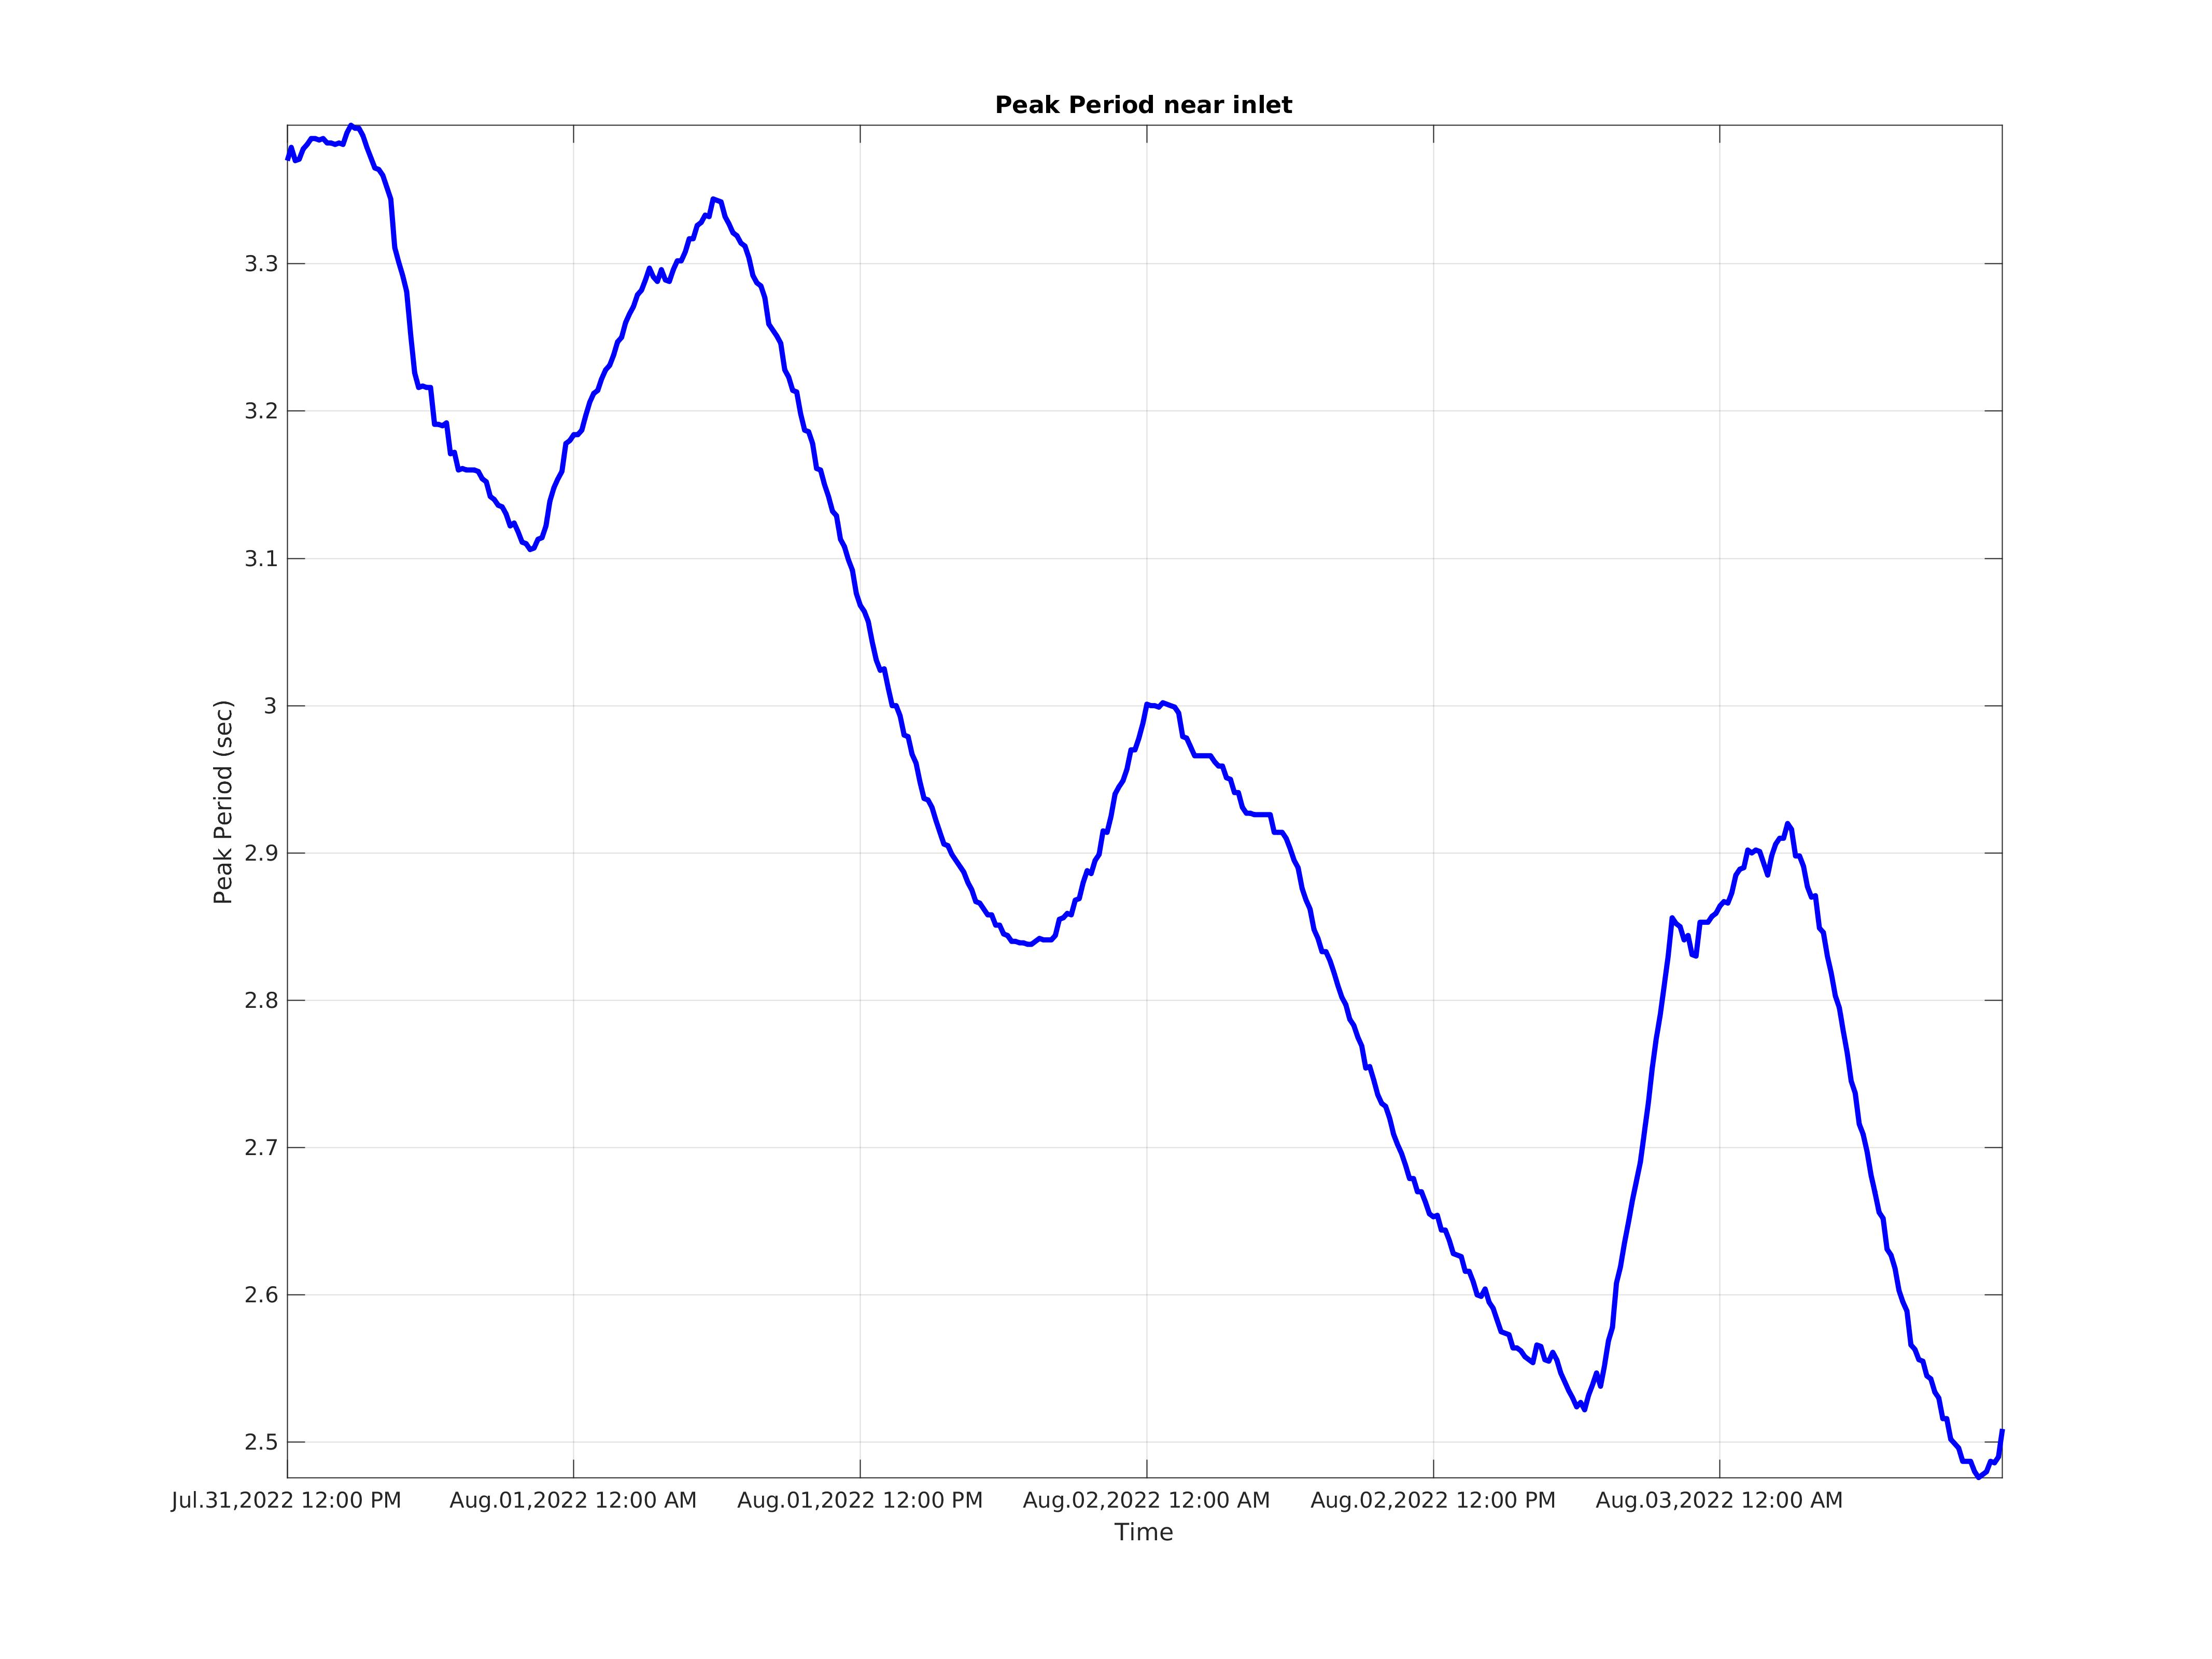 Peak Period near inlet
Peak Period (sec)
3.3
3.2
3.1
3
2.9
2.8
2.7
2.6
2.5
Jul.31,2022 12:00 PM
Aug.01,2022 12:00 AM
Aug.01,2022 12:00 PM
Aug.02,2022 12:00 AM
Aug.02,2022 12:00 PM
Aug.03,2022 12:00 AM
Time